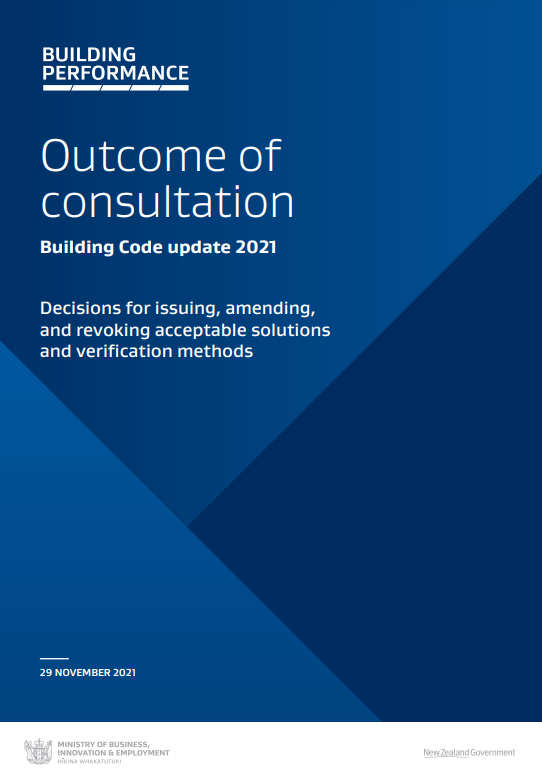 BUILDING
PERFORMANCE
Outcome of
consultation
Building Code update 2021
Decisions for issuing, amending,
and revoking acceptable solutions
and verification methods
29 NOVEMBER 2021
MINISTRY OF BUSINESS,
INNOVATION & EMPLOYMENT
HĪKINA WHAKATUTUKI
New Zealand Government